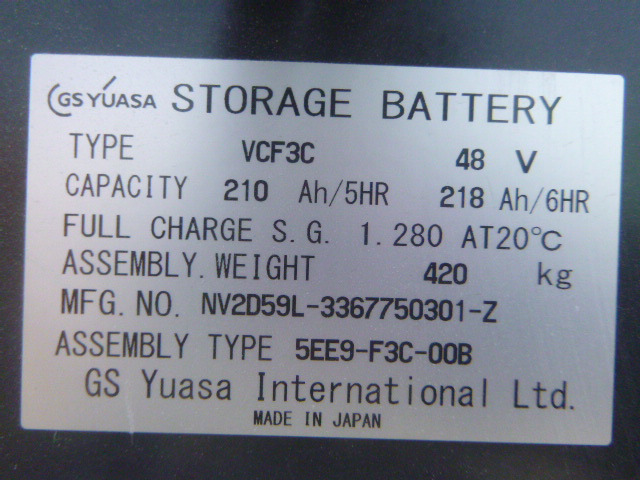 GS YUASA STORAGE BATTERY
TYPE VCF3C 48 V
CAPACITY 210 Ah/5HR 218 Ah/6HR
FULL CHARGE S.G. 1.280 AT20℃
ASSEMBLY.WEIGHT 420 kg
MFG.NO. NV2D59L-3367750301-Z
ASSEMBLY TYPE 5EE9-F3C-00B
GS Yuasa International Ltd.
MADE IN JAPAN